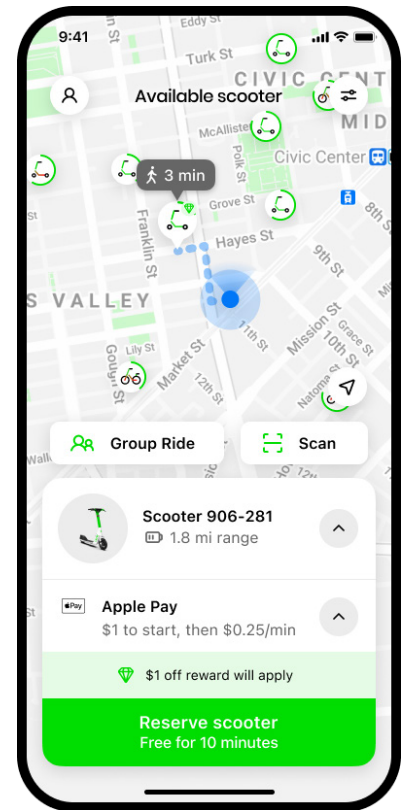 9:41
Eddy St
Turk St
CIVIC CENT
Available scooter
McAllister
MID
Polk St
Civic Center
3 min
St
Grove St
8th St
Franklin St
Hayes St
9th St
S VALLEY
Mission St
Grace St
11th St
10th St
Lily St
Market St
Gough St
12th St
Natoma
Group Ride
Scan
12th
Scooter 906-281
1.8 mi range
Pay
Apple Pay
$1 to start, then $0.25/min
$1 off reward will apply
Reserve scooter
Free for 10 minutes